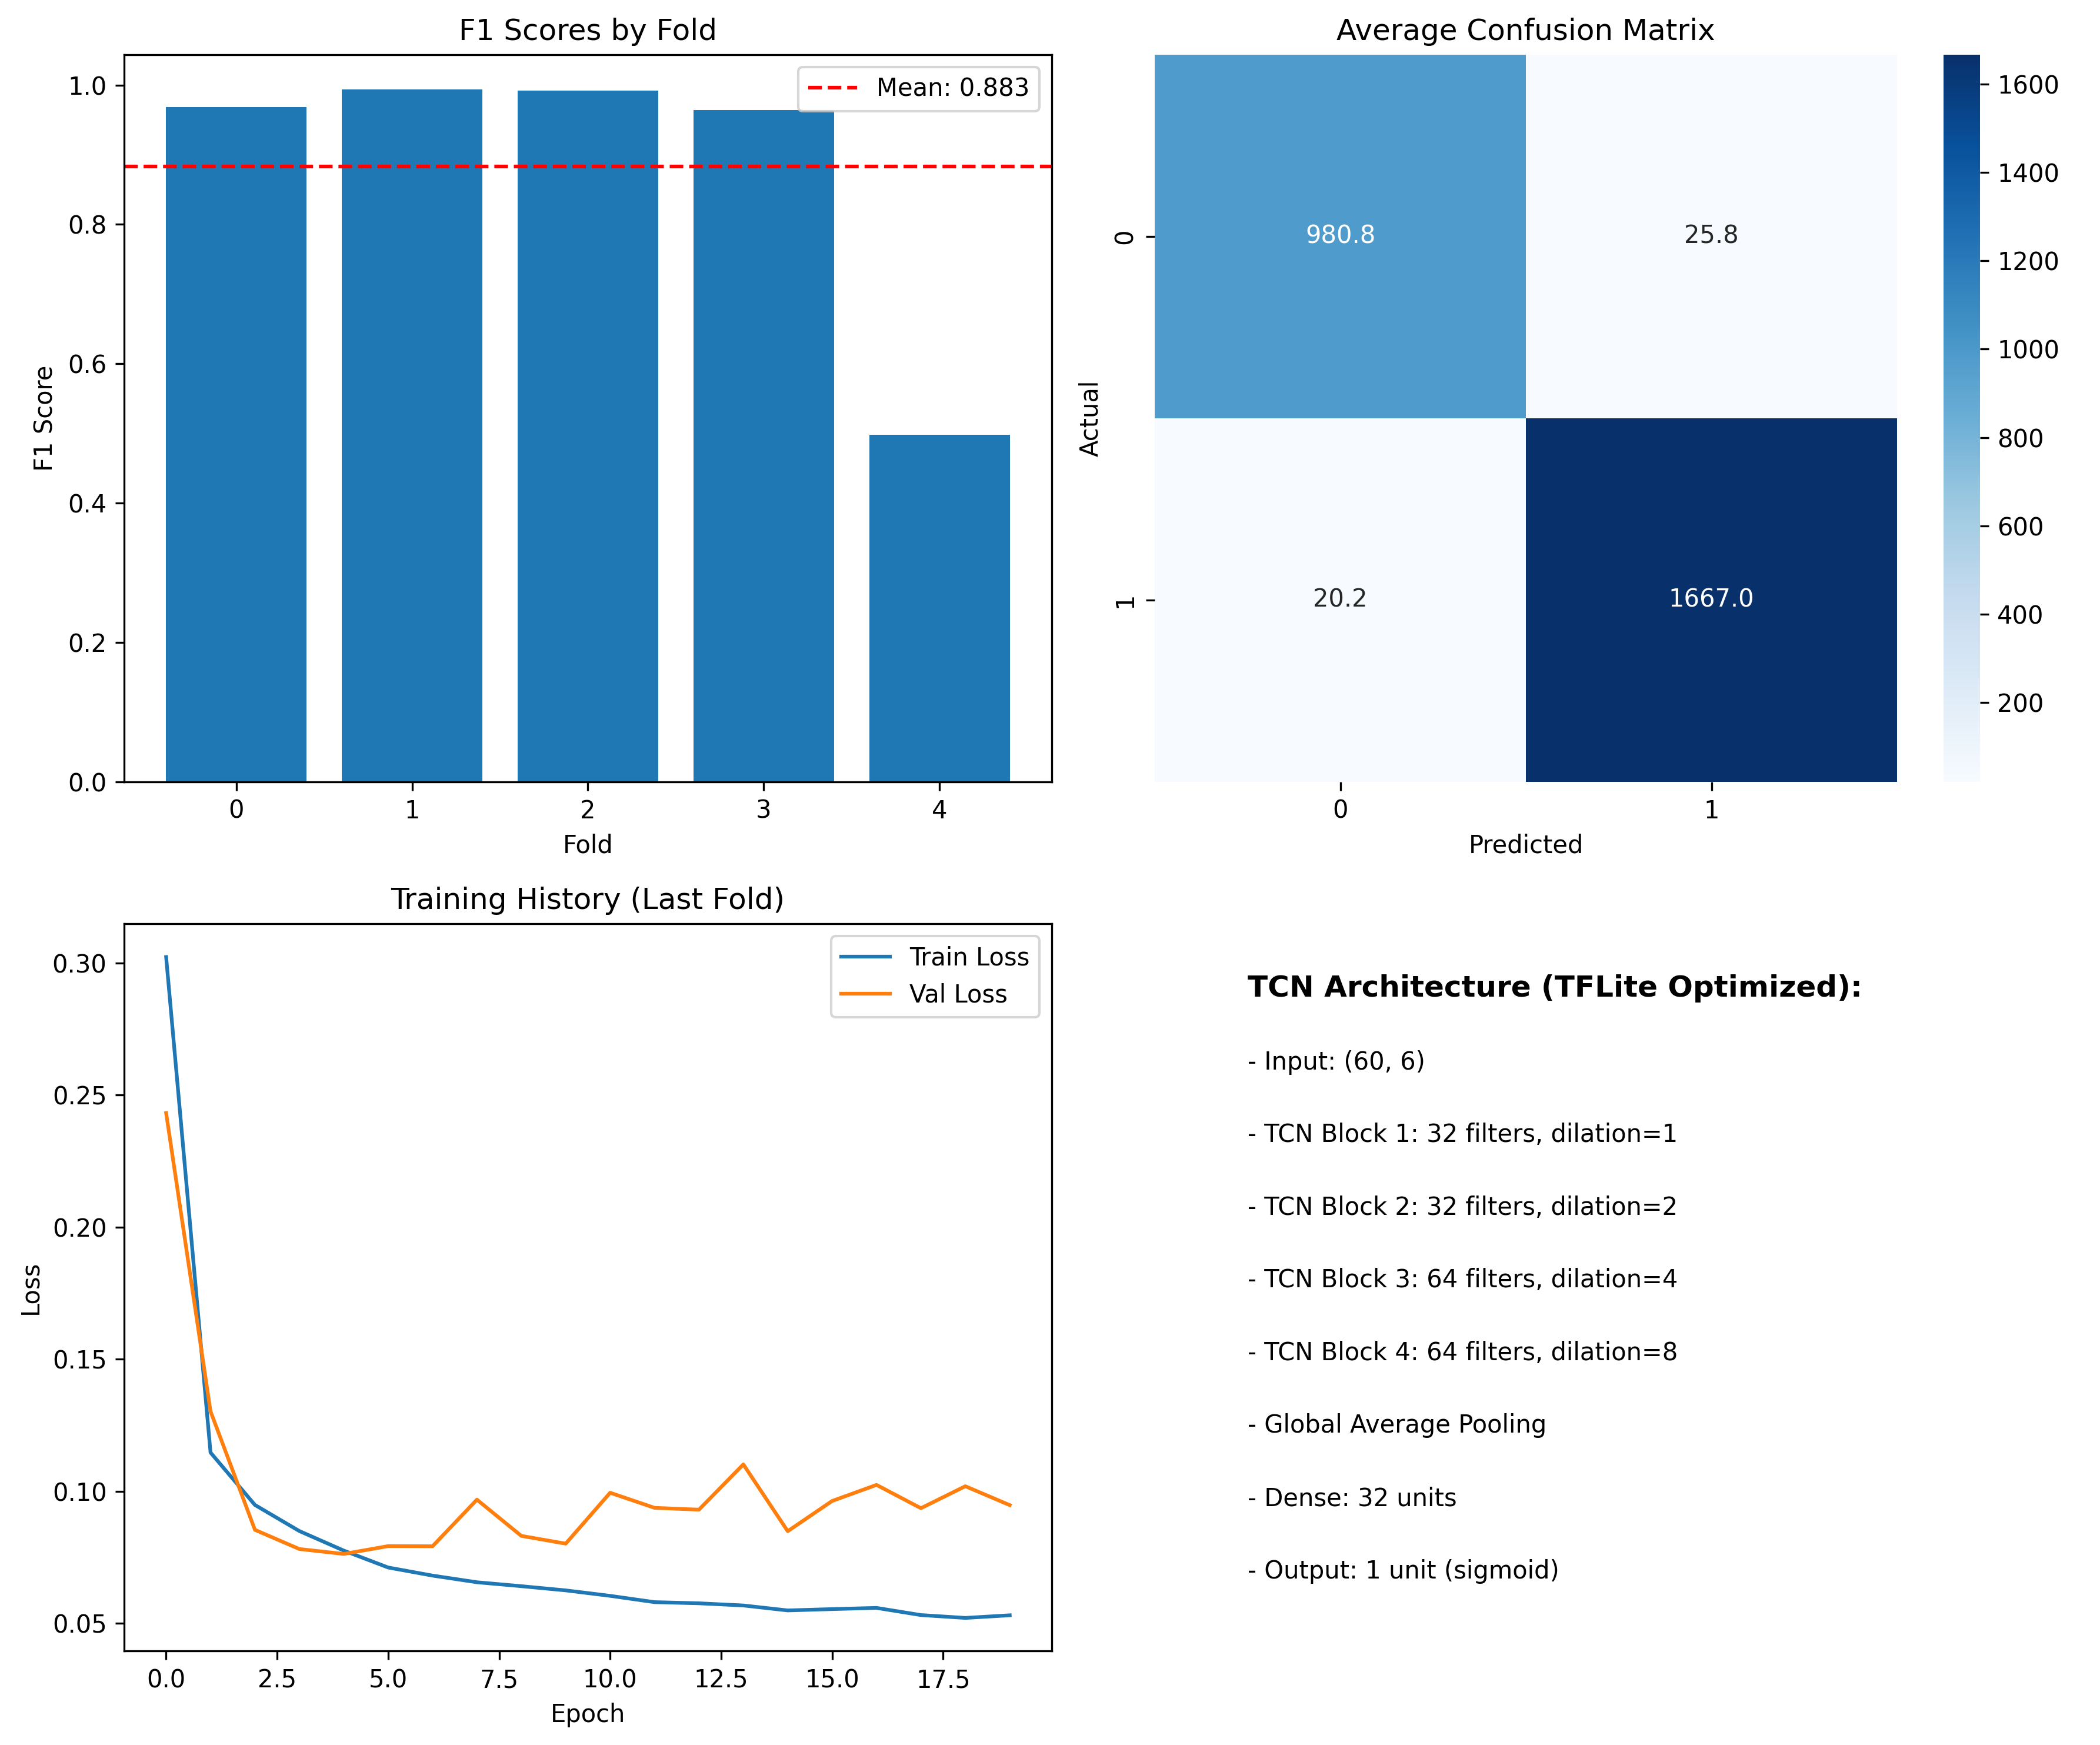 F1 Scores by Fold
Mean: 0.883
1.0
0.8
0.6
0.4
0.2
0.0
F1 Score
0 1 2 3 4
Fold
Average Confusion Matrix
980.8 25.8
20.2 1667.0
0
1
Actual
0 1
Predicted
1600
1400
1200
1000
800
600
400
200
Training History (Last Fold)
Train Loss
Val Loss
0.30
0.25
0.20
0.15
0.10
0.05
Loss
0.0 2.5 5.0 7.5 10.0 12.5 15.0 17.5
Epoch
TCN Architecture (TFLite Optimized):
- Input: (60, 6)
- TCN Block 1: 32 filters, dilation=1
- TCN Block 2: 32 filters, dilation=2
- TCN Block 3: 64 filters, dilation=4
- TCN Block 4: 64 filters, dilation=8
- Global Average Pooling
- Dense: 32 units
- Output: 1 unit (sigmoid)